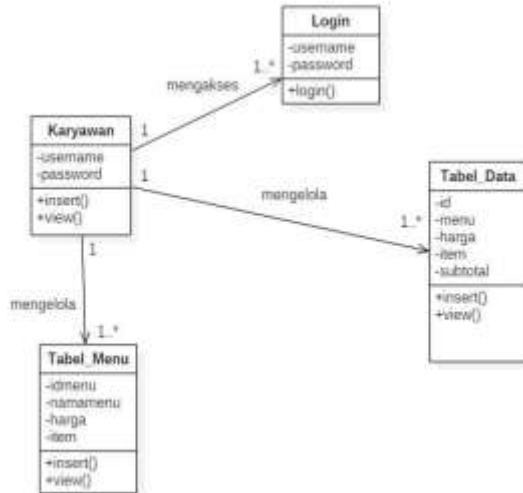 Login
-username
-password
+login()
1..*
mengakses
1
Karyawan
-username
-password
+insert()
+view()
1
mengelola
1..*
Tabel_Data
-id
-menu
-harga
-item
-subtotal
+insert()
+view()
1
mengelola
1..*
Tabel_Menu
-idmenu
-namamenu
-harga
-item
+insert()
+view()